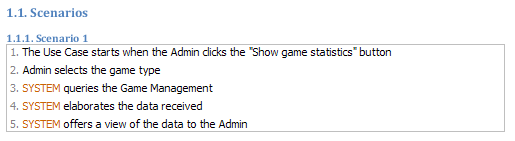 1.1. Scenarios
1.1.1. Scenario 1
1. The Use Case starts when the Admin clicks the "Show game statistics" button
2. Admin selects the game type
3. SYSTEM queries the Game Management
4. SYSTEM elaborates the data received
5. SYSTEM offers a view of the data to the Admin